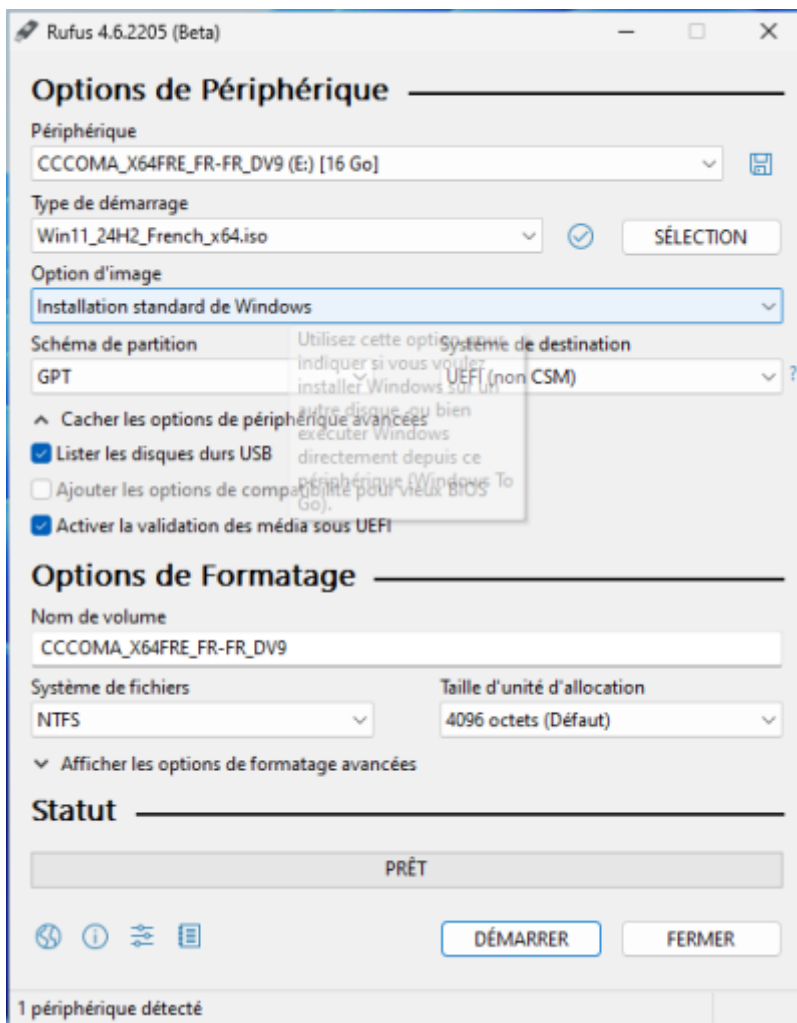 Rufus 4.6.2205 (Beta)
Options de Périphérique
Périphérique
CCCOMA_X64FRE_FR-FR_DV9 (E:) [16 Go]
Type de démarrage
Win11_24H2_French_x64.iso
SÉLECTION
Option d'image
Installation standard de Windows
Schéma de partition
Système de destination
GPT
UEFI (non CSM)
?
Utilisez cette option pour
indiquer si vous voulez
installer Windows sur un
autre disque, ou bien
exécuter Windows
directement depuis ce
périphérique (Windows To
Go).
Cacher les options de périphérique avancées
Lister les disques durs USB
Ajouter les options de compatibilité pour vieux BIOS
Activer la validation des média sous UEFI
Options de Formatage
Nom de volume
CCCOMA_X64FRE_FR-FR_DV9
Système de fichiers
Taille d'unité d'allocation
NTFS
4096 octets (Défaut)
Afficher les options de formatage avancées
Statut
PRÊT
DÉMARRER
FERMER
1 périphérique détecté